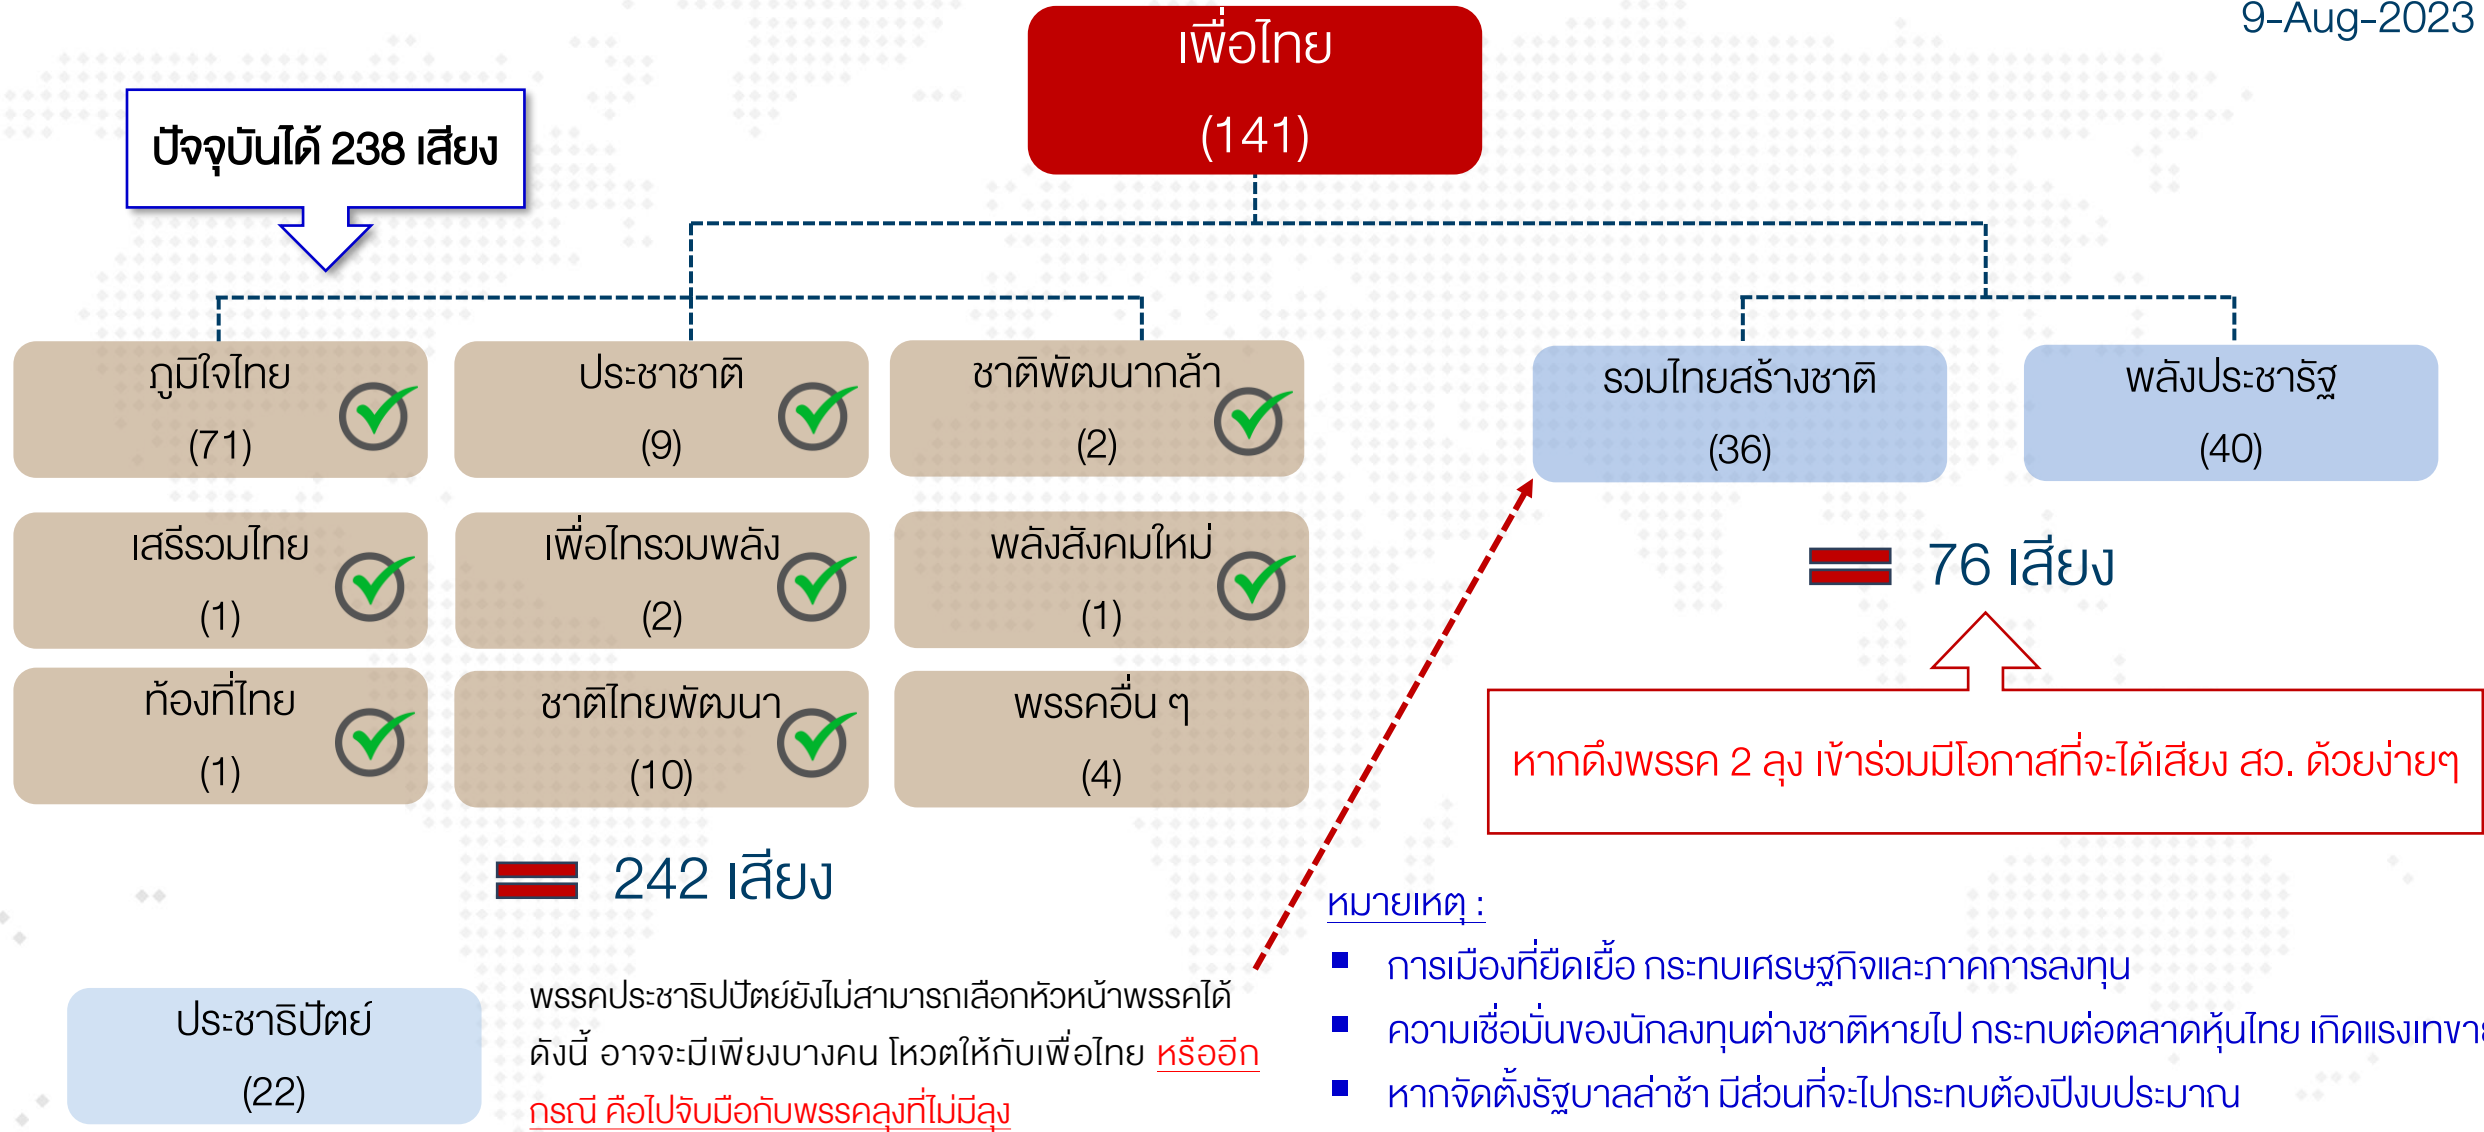 9-Aug-2023
เพื่อไทย
(141)
ปัจจุบันได้ 238 เสียง
ภูมิใจไทย
(71)
ประชาชาติ
(9)
ชาติพัฒนากล้า
(2)
รวมไทยสร้างชาติ
(36)
พลังประชารัฐ
(40)
เสรีรวมไทย
(1)
เพื่อไทรวมพลัง
(2)
พลังสังคมใหม่
(1)
76 เสียง
ท้องที่ไทย
(1)
ชาติไทยพัฒนา
(10)
พรรคอื่น ๆ
(4)
หากดึงพรรค 2 ลุง เข้าร่วมมีโอกาสที่จะได้เสียง สว. ด้วยง่ายๆ
242 เสียง
ประชาธิปัตย์
(22)
พรรคประชาธิปปัตย์ยังไม่สามารถเลือกหัวหน้าพรรคได้
ดังนี้ อาจจะมีเพียงบางคน โหวตให้กับเพื่อไทย หรืออีก
กรณี คือไปจับมือกับพรรคลุงที่ไม่มีลุง
หมายเหตุ :
การเมืองที่ยืดเยื้อ กระทบเศรษฐกิจและภาคการลงทุน
ความเชื่อมั่นของนักลงทุนต่างชาติหายไป กระทบต่อตลาดหุ้นไทย เกิดแรงเทขาย
หากจัดตั้งรัฐบาลล่าช้า มีส่วนที่จะไปกระทบต้องปีงบประมาณ